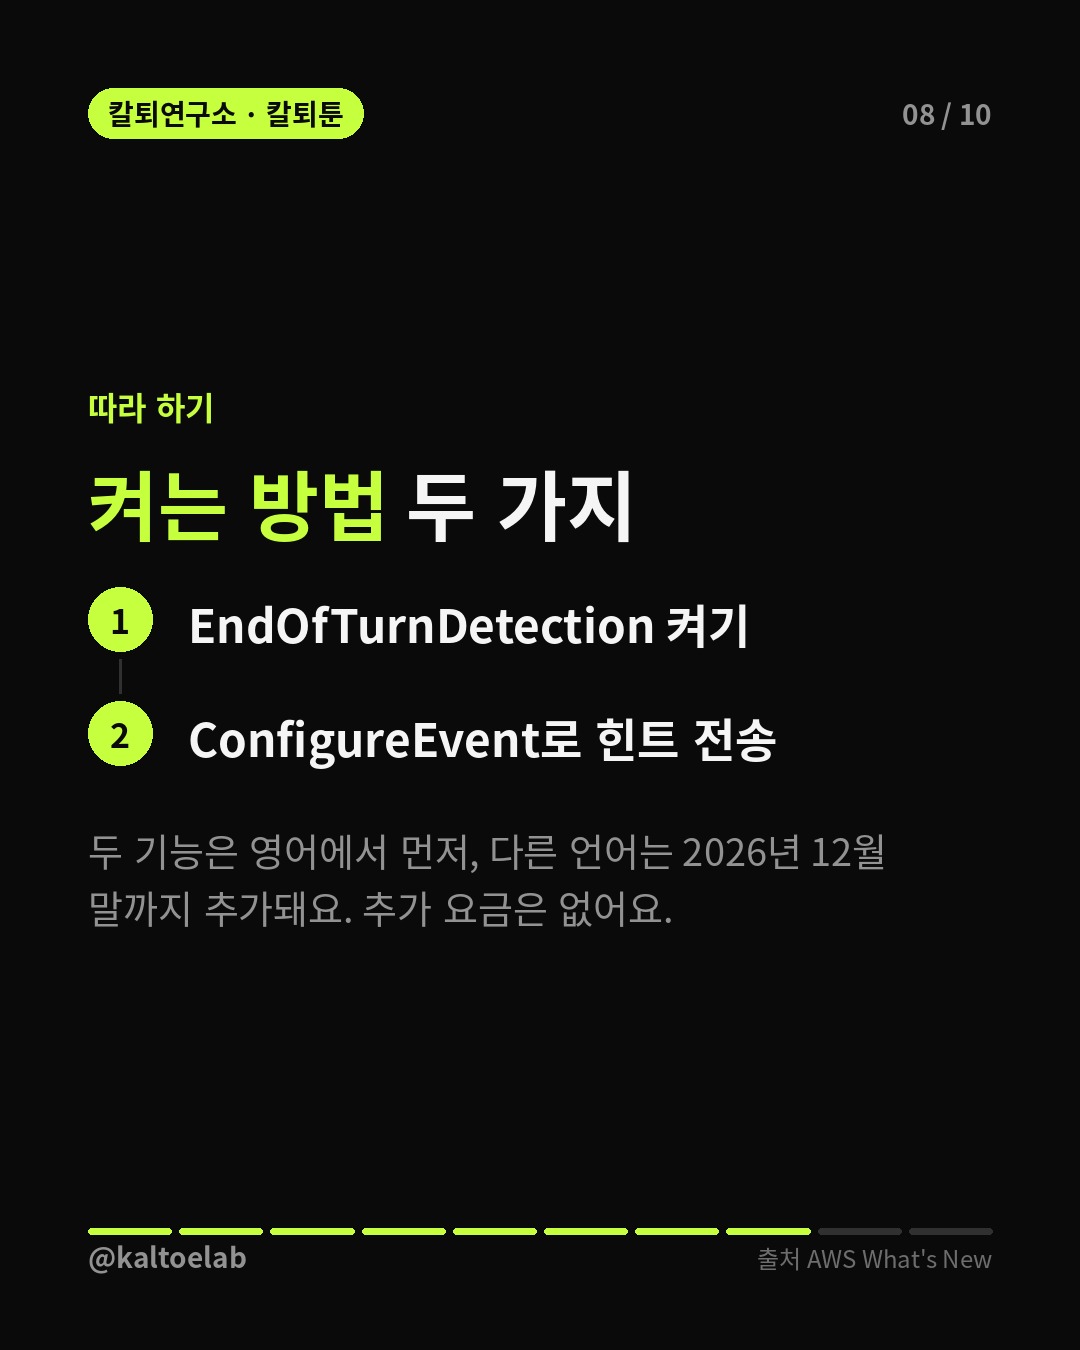 칼퇴연구소 · 칼퇴툰
08 / 10
따라 하기
켜는 방법 두 가지
1 EndOfTurnDetection 켜기
2 ConfigureEvent로 힌트 전송
두 기능은 영어에서 먼저, 다른 언어는 2026년 12월
말까지 추가돼요. 추가 요금은 없어요.
@kaltoelab
출처 AWS What's New